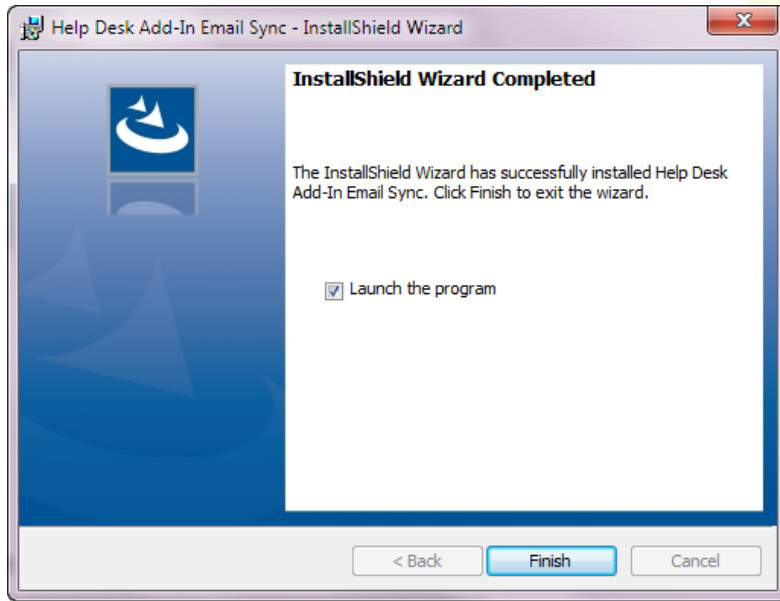 Help Desk Add-In Email Sync - InstallShield Wizard
InstallShield Wizard Completed
The InstallShield Wizard has successfully installed Help Desk
Add-In Email Sync. Click Finish to exit the wizard.
Launch the program
< Back
Finish
Cancel